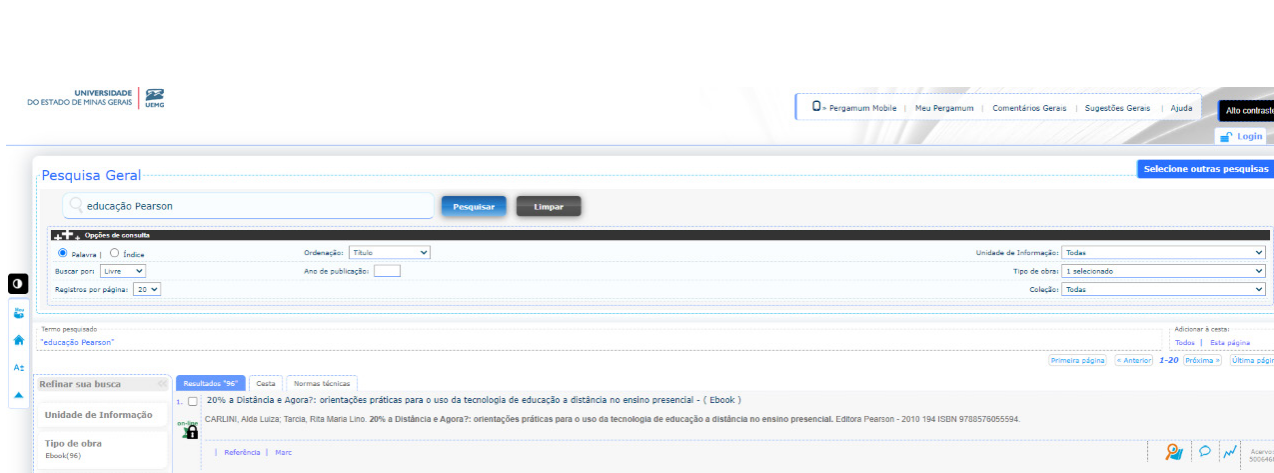 UNIVERSIDADE
DO ESTADO DE MINAS GERAIS
UEMG
» Pergamum Mobile | Meu Pergamum | Comentários Gerais | Sugestões Gerais | Ajuda
Alto contraste
Login
Selecione outras pesquisas
Pesquisa Geral
educação Pearson
Pesquisar
Limpar
Opções de consulta
Palavra | Índice
Ordenação: Título
Unidade de Informação: Todas
Buscar por: Livre
Ano de publicação:
Tipo de obra: 1 selecionado
Registros por página: 20
Coleção: Todas
Termo pesquisado
"educação Pearson"
Adicionar à cesta:
Todos | Esta página
Primeira página < Anterior 1-20 Próxima » Última págin
A±
Refinar sua busca
Resultados "96" Cesta Normas técnicas
Unidade de Informação
Tipo de obra
Ebook(96)
1. 20% a Distância e Agora?: orientações práticas para o uso da tecnologia de educação a distância no ensino presencial - ( Ebook )
on-line
CARLINI, Alda Luiza; Tarcia, Rita Maria Lino. 20% a Distância e Agora?: orientações práticas para o uso da tecnologia de educação a distância no ensino presencial. Editora Pearson - 2010 194 ISBN 9788576055594.
| Referência | Marc
Acervo: